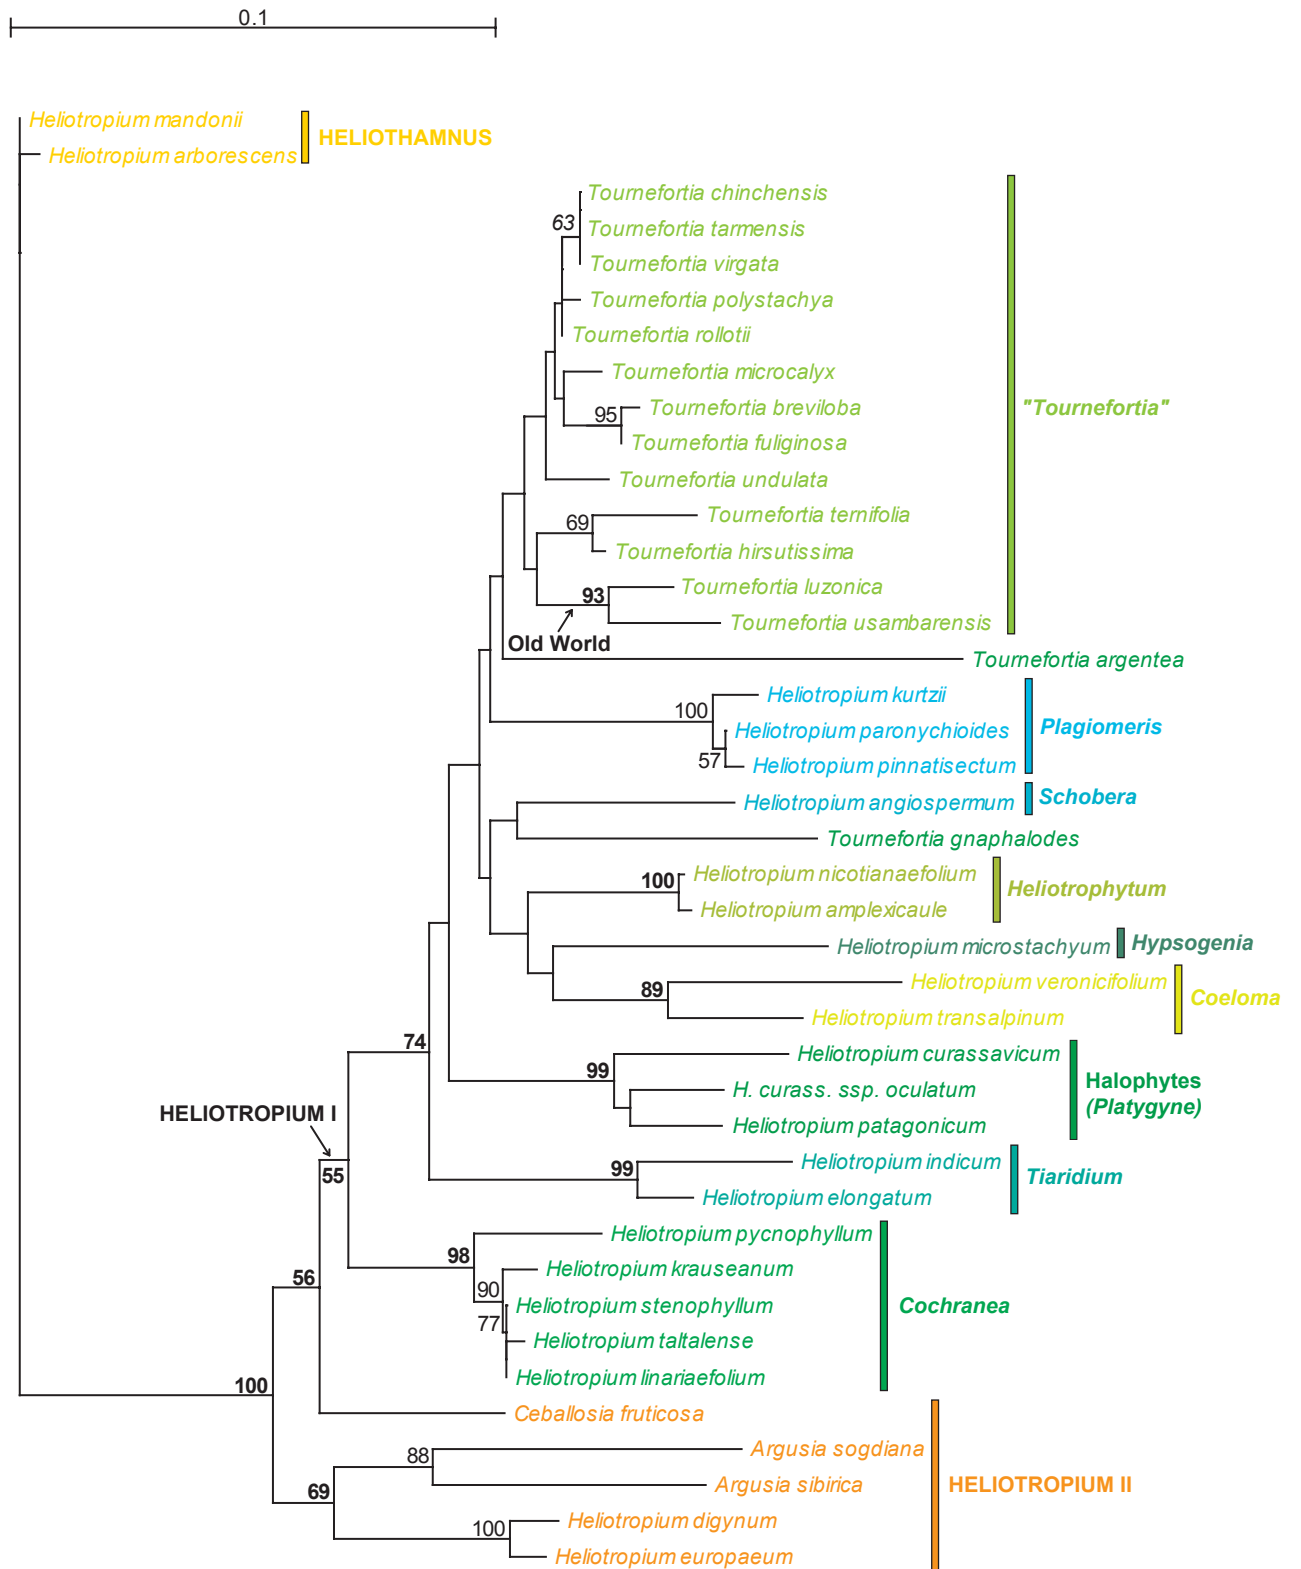 0.1
Heliotropium mandonii
HELIOTHAMNUS
Heliotropium arborescens
Tournefortia chinchensis
63
Tournefortia tarmensis
Tournefortia virgata
Tournefortia polystachya
Tournefortia rollotii
Tournefortia microcalyx
Tournefortia breviloba
"Tournefortia"
95
Tournefortia fuliginosa
Tournefortia undulata
Tournefortia ternifolia
69
Tournefortia hirsutissima
Tournefortia luzonica
93
Tournefortia usambarensis
Old World
Tournefortia argentea
Heliotropium kurtzii
100
Heliotropium paronychioides
Plagiomeris
57
Heliotropium pinnatisectum
Heliotropium angiospermum
Schobera
Tournefortia gnaphalodes
Heliotropium nicotianaefolium
100
Heliotrophytum
Heliotropium amplexicaule
Heliotropium microstachyum
Hypsogenia
Heliotropium veronicifolium
89
Coeloma
Heliotropium transalpinum
74
Heliotropium curassavicum
99
Halophytes
H. curass. ssp. oculatum
(Platygyne)
HELIOTROPIUM I
Heliotropium patagonicum
55
Heliotropium indicum
99
Tiaridium
Heliotropium elongatum
Heliotropium pycnophyllum
98
Heliotropium krauseanum
56
90
Heliotropium stenophyllum
Cochranea
77
Heliotropium taltalense
Heliotropium linariaefolium
100
Ceballosia fruticosa
Argusia sogdiana
88
Argusia sibirica
HELIOTROPIUM II
69
Heliotropium digynum
100
Heliotropium europaeum